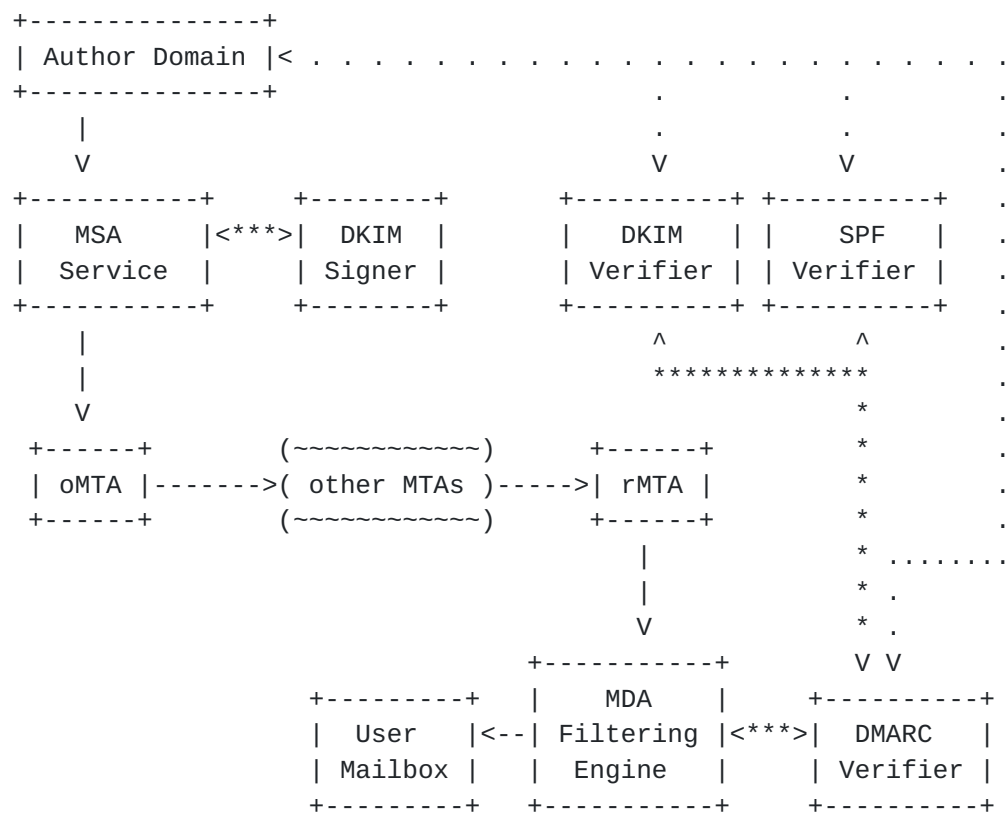 Author Domain
MSA Service
DKIM Signer
DKIM Verifier
SPF Verifier
oMTA
other MTAs
rMTA
User Mailbox
MDA Filtering Engine
DMARC Verifier